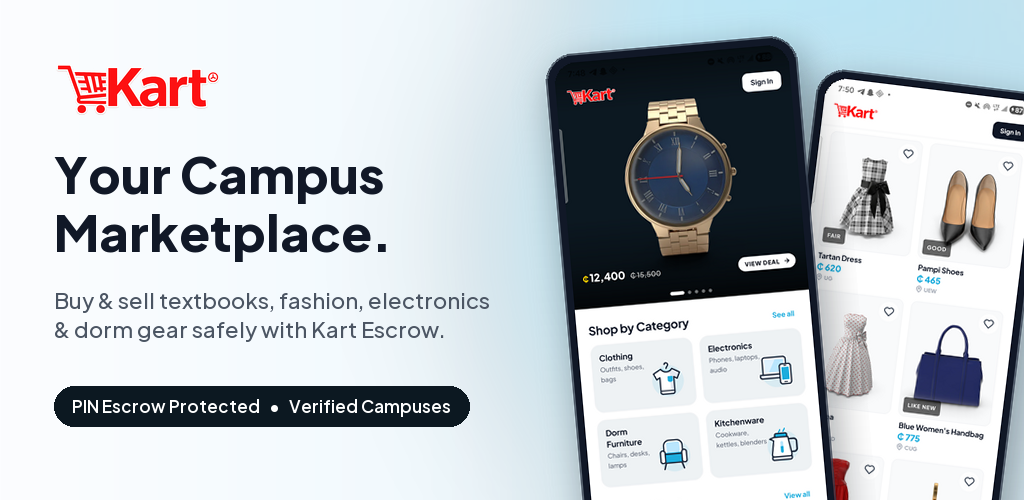 Kart
Your Campus
Marketplace.
Buy & sell textbooks, fashion, electronics
& dorm gear safely with Kart Escrow.
PIN Escrow Protected • Verified Campuses
Kart
Sign In
₵12,400 ₵15,500
VIEW DEAL →
Shop by Category
See all
Clothing
Outfits, shoes,
bags
Electronics
Phones, laptops,
audio
Dorm
Furniture
Chairs, desks,
lamps
Kitchenware
Cookware,
kettles, blenders
View all
7:50
87
Kart
Sign In
FAIR
Tartan Dress
₵ 620
UG
GOOD
Pampi Shoes
₵ 465
UEW
LIKE NEW
Blue Women's Handbag
₵ 775
CUG